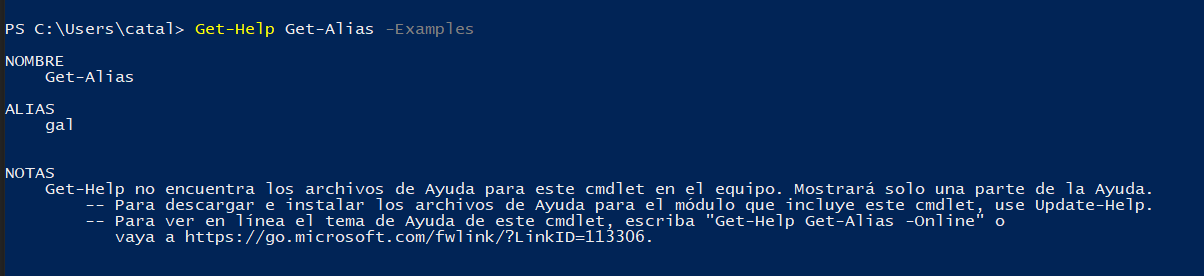 PS C:\Users\catal> Get-Help Get-Alias -Examples
NOMBRE
Get-Alias
ALIAS
gal
NOTAS
Get-Help no encuentra los archivos de Ayuda para este cmdlet en el equipo. Mostrará solo una parte de la Ayuda.
-- Para descargar e instalar los archivos de Ayuda para el módulo que incluye este cmdlet, use Update-Help.
-- Para ver en línea el tema de Ayuda de este cmdlet, escriba "Get-Help Get-Alias -Online" o
vaya a https://go.microsoft.com/fwlink/?LinkID=113306.